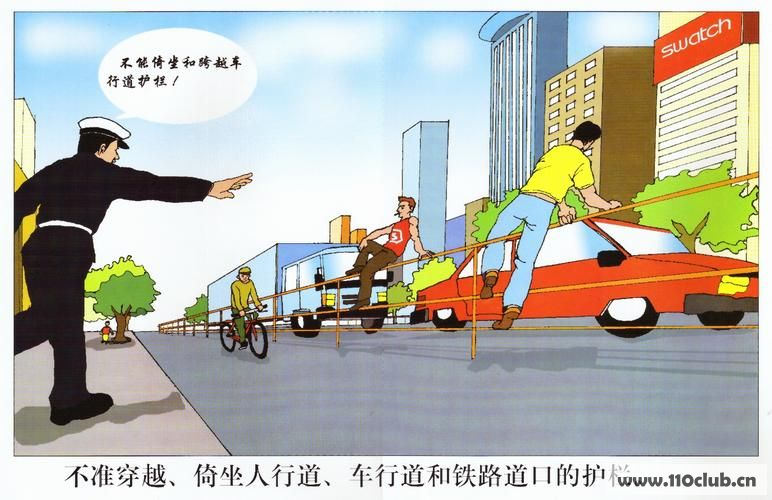 不能倚坐和跨越车
行道护拦！
swatch
不准穿越、倚坐人行道、车行道和铁路道口的护栏
www.110club.cn